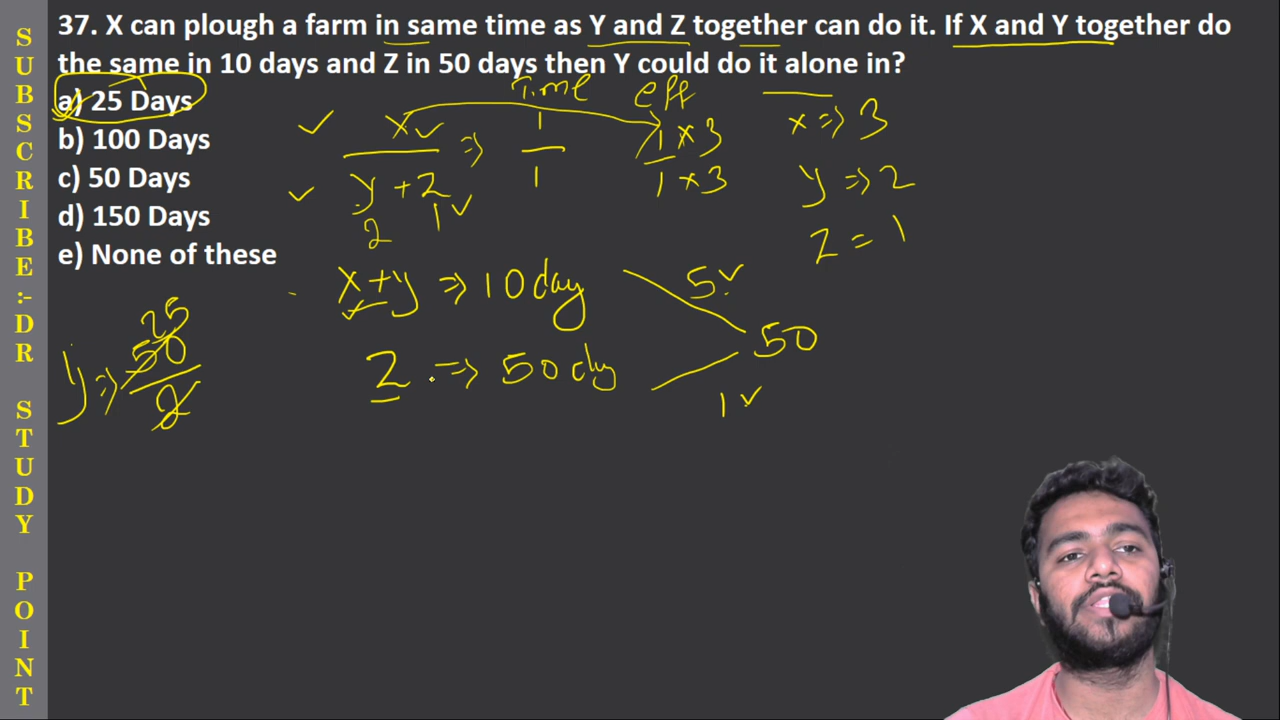 SUBSCRIBE:-DR STUDY POINT
37. X can plough a farm in same time as Y and Z together can do it. If X and Y together do
the same in 10 days and Z in 50 days then Y could do it alone in?
a) 25 Days
b) 100 Days
c) 50 Days
d) 150 Days
e) None of these
Time eff
x ⇒ 1 1 × 3
y + z 1 1 × 3
2 1
x ⇒ 3
y ⇒ 2
z = 1
x + y ⇒ 10 day 5
50
z ⇒ 50 dy 1
25
y ⇒ 50
2